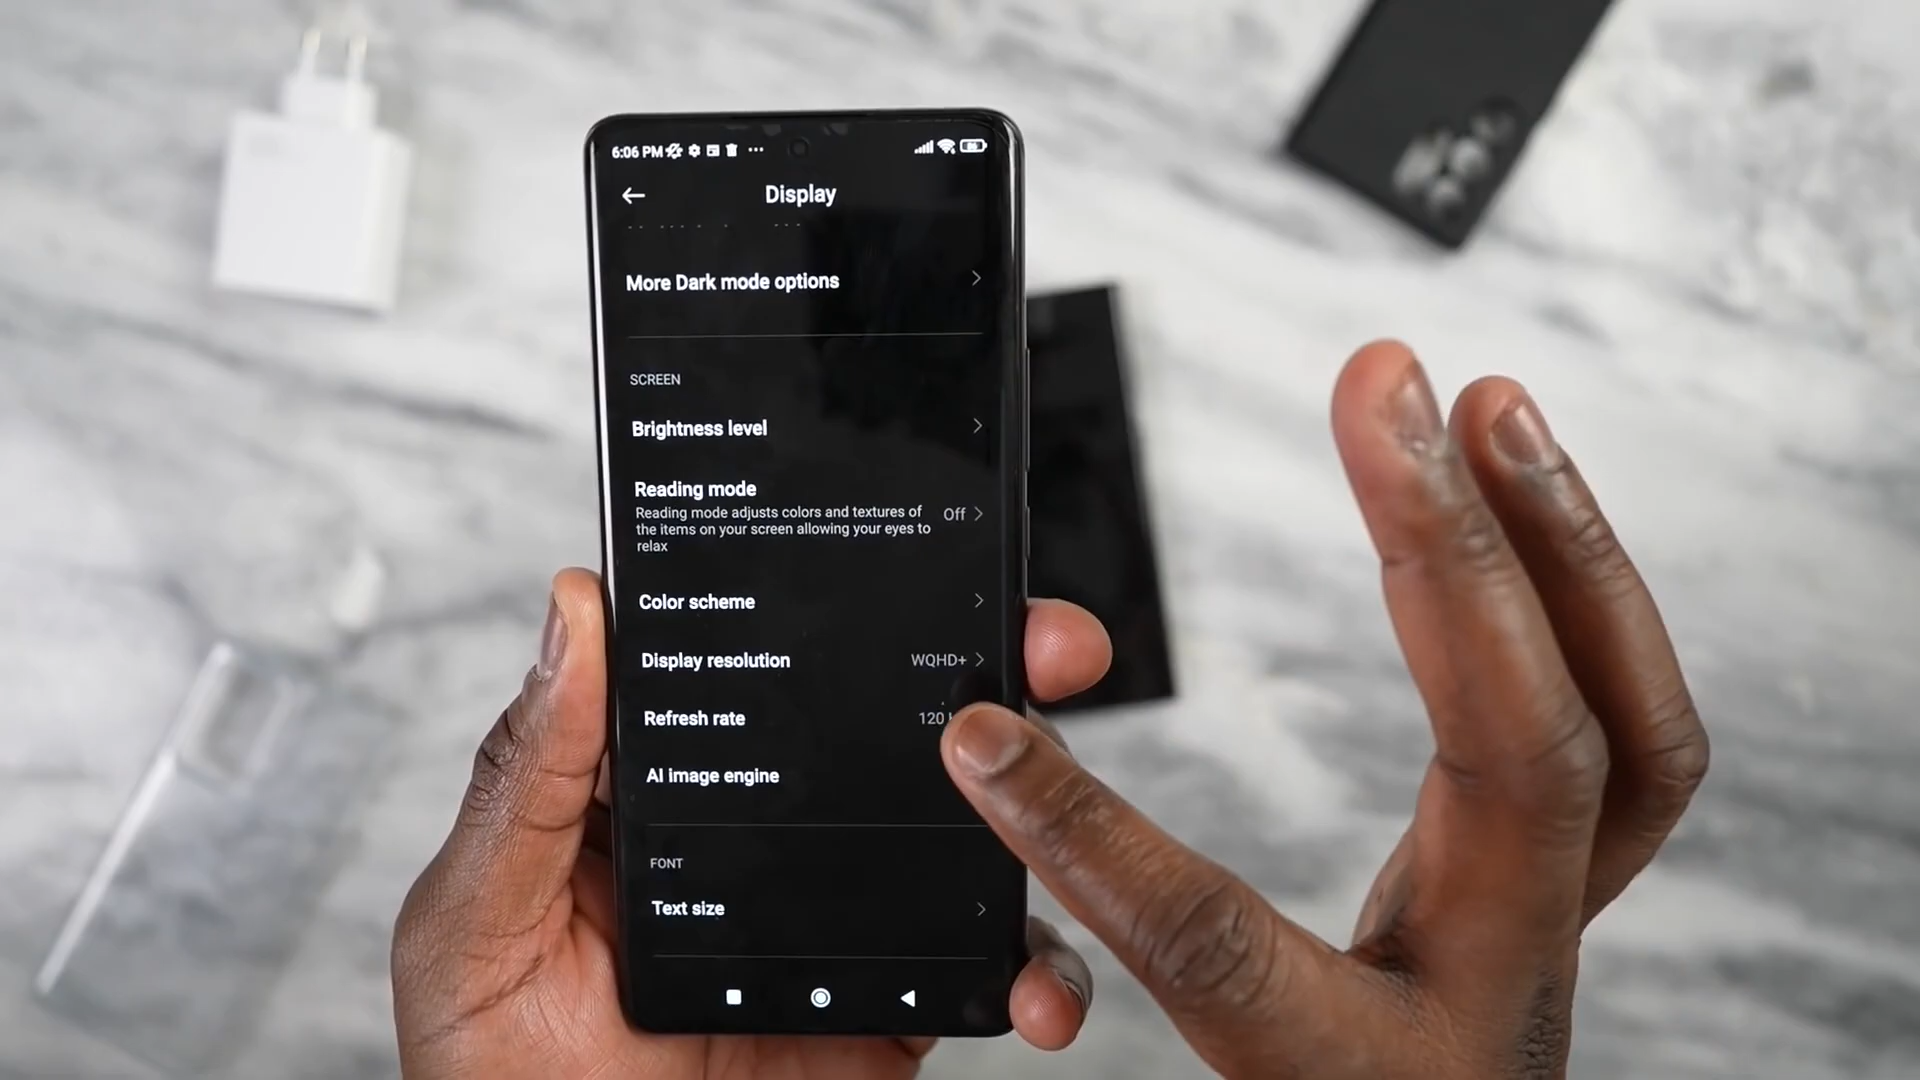 6:06 PM
Display
More Dark mode options
SCREEN
Brightness level
Reading mode
Reading mode adjusts colors and textures of
the items on your screen allowing your eyes to
relax
Off
Color scheme
Display resolution WQHD+
Refresh rate 120
AI image engine
FONT
Text size